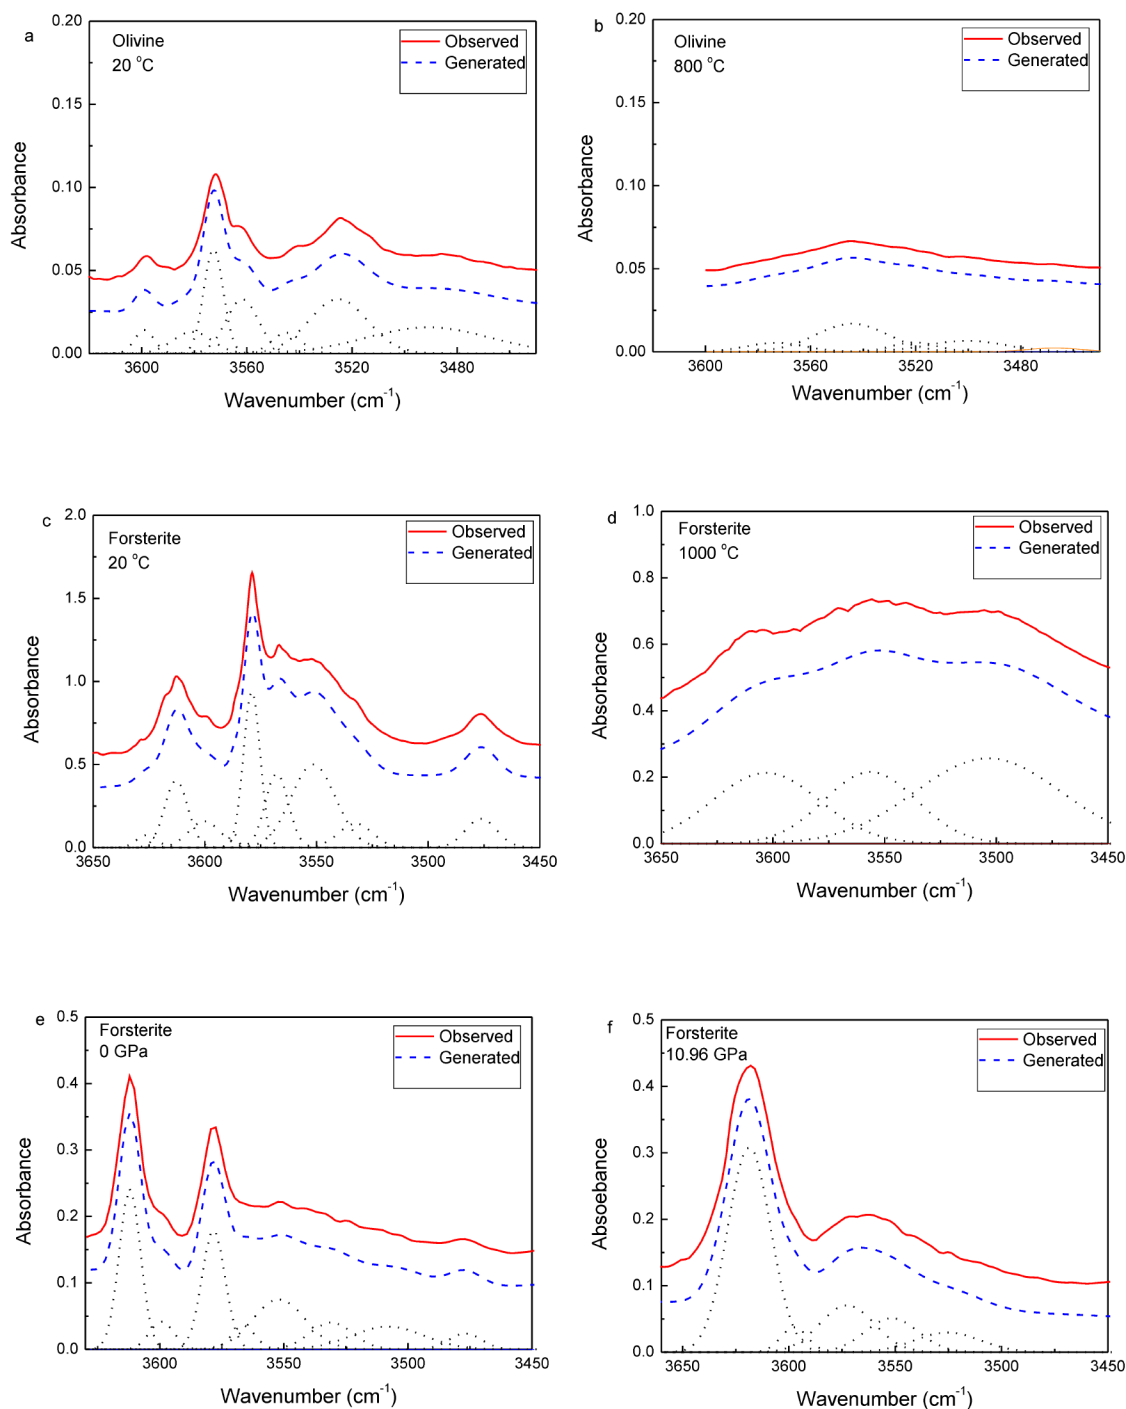 a
Olivine
20 °C
Observed
Generated
0.20
0.15
0.10
0.05
0.00
3600 3560 3520 3480
Absorbance
Wavenumber (cm⁻¹)
b
Olivine
800 °C
Observed
Generated
0.20
0.15
0.10
0.05
0.00
3600 3560 3520 3480
Absorbance
Wavenumber (cm⁻¹)
c
Forsterite
20 °C
Observed
Generated
2.0
1.5
1.0
0.5
0.0
3650 3600 3550 3500 3450
Absorbance
Wavenumber (cm⁻¹)
d
Forsterite
1000 °C
Observed
Generated
1.0
0.8
0.6
0.4
0.2
0.0
3650 3600 3550 3500 3450
Absorbance
Wavenumber (cm⁻¹)
e
Forsterite
0 GPa
Observed
Generated
0.5
0.4
0.3
0.2
0.1
0.0
3600 3550 3500 3450
Absorbance
Wavenumber (cm⁻¹)
f
Forsterite
10.96 GPa
Observed
Generated
0.5
0.4
0.3
0.2
0.1
0.0
3650 3600 3550 3500 3450
Absoebance
Wavenumber (cm⁻¹)